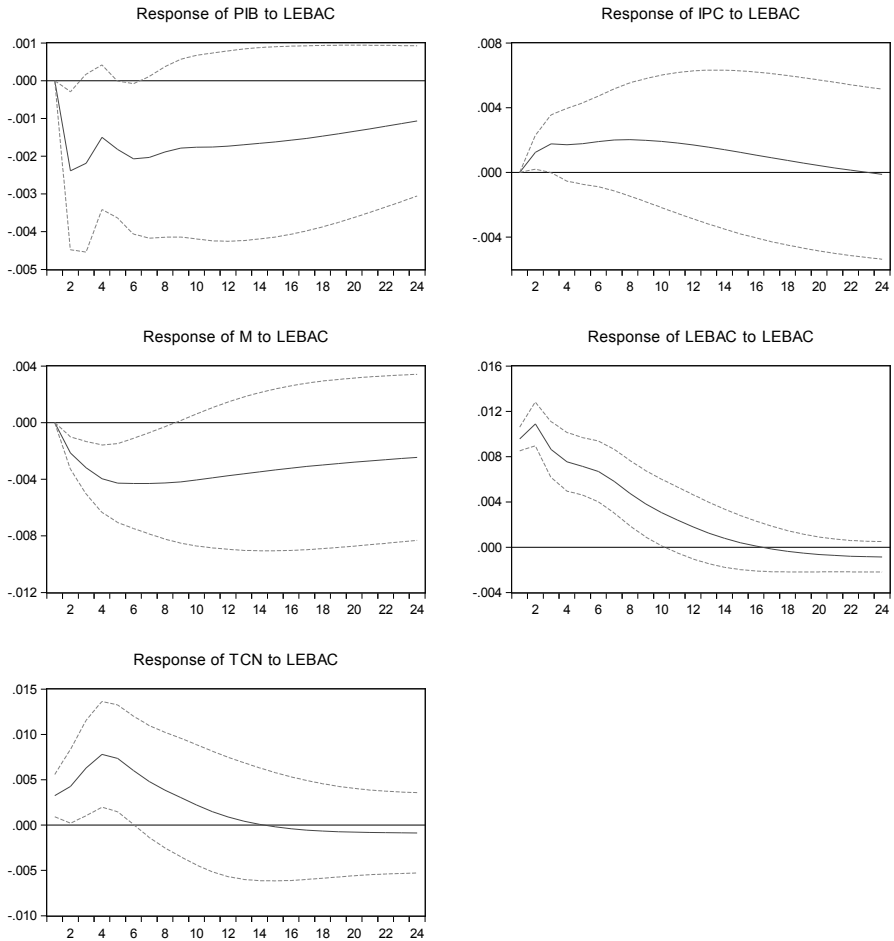 Response of PIB to LEBAC
.001
.000
-.001
-.002
-.003
-.004
-.005
2 4 6 8 10 12 14 16 18 20 22 24
Response of IPC to LEBAC
.008
.004
.000
-.004
2 4 6 8 10 12 14 16 18 20 22 24
Response of M to LEBAC
.004
.000
-.004
-.008
-.012
2 4 6 8 10 12 14 16 18 20 22 24
Response of LEBAC to LEBAC
.016
.012
.008
.004
.000
-.004
2 4 6 8 10 12 14 16 18 20 22 24
Response of TCN to LEBAC
.015
.010
.005
.000
-.005
-.010
2 4 6 8 10 12 14 16 18 20 22 24